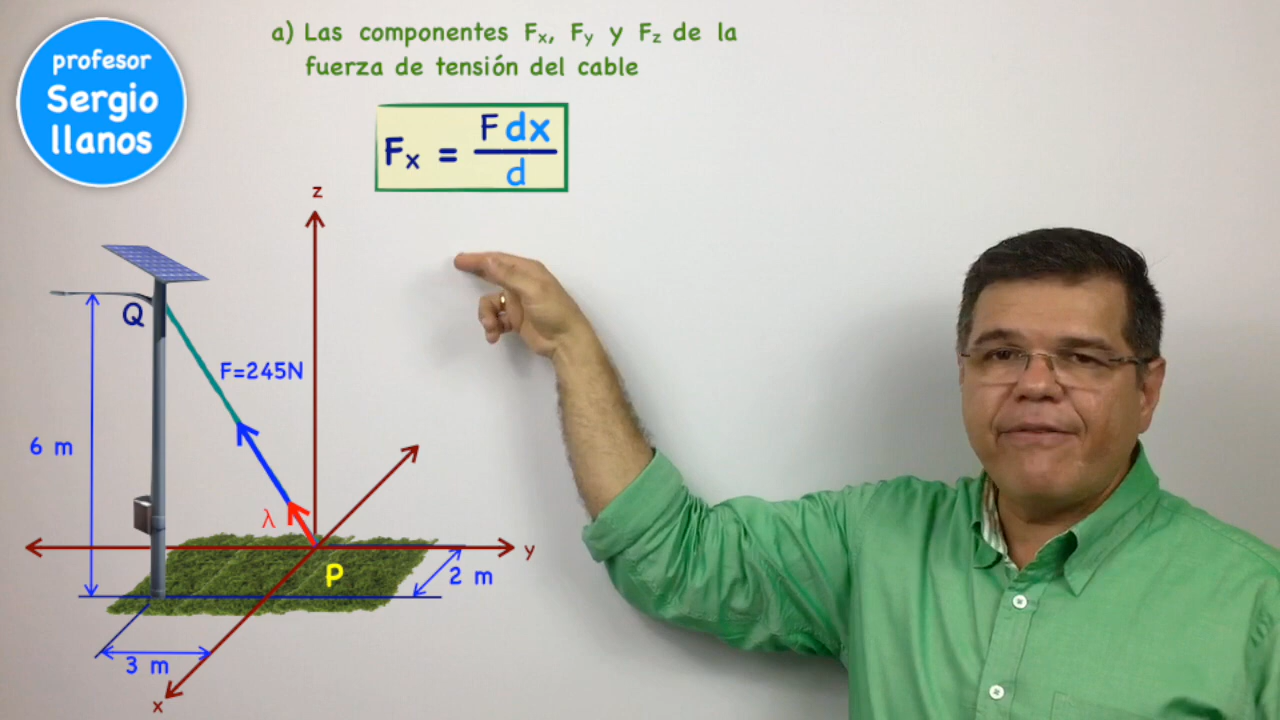 profesor
Sergio
llanos
a) Las componentes Fx, Fy y Fz de la
fuerza de tensión del cable
Fx = F dx / d
z
Q
F=245N
6 m
λ
y
P
2 m
3 m
x